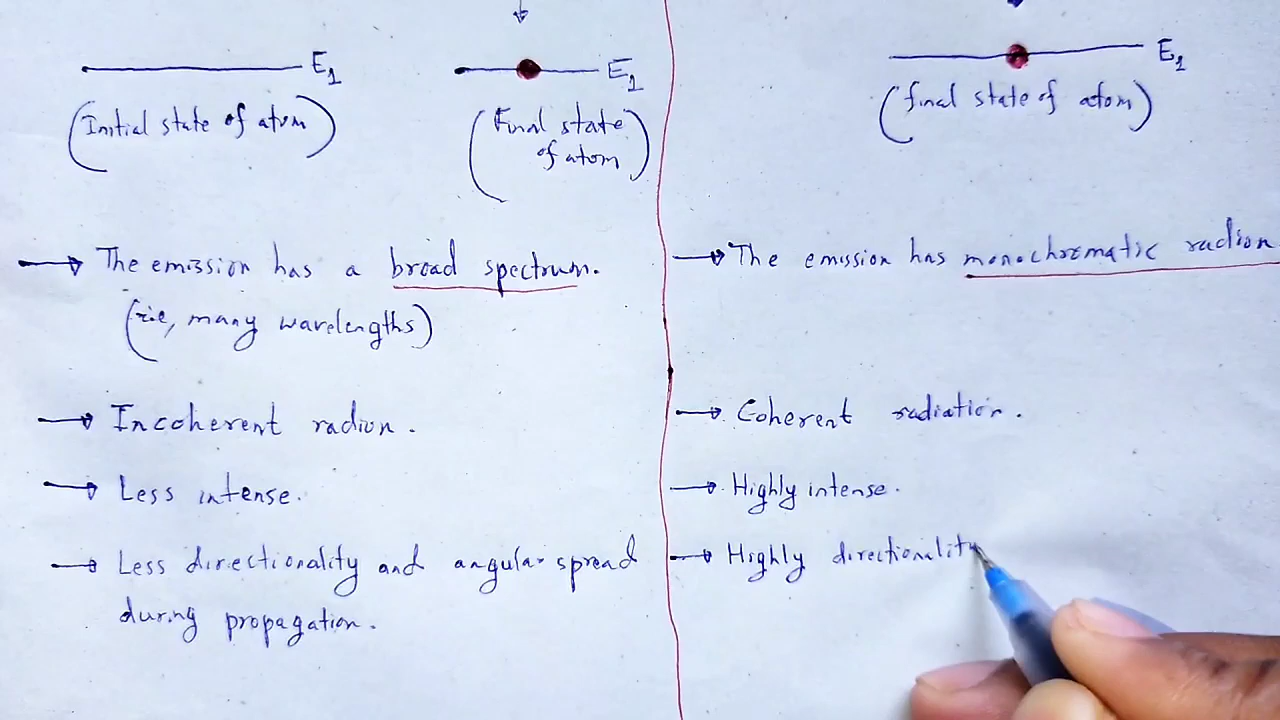 E1
(Initial state of atom)
E1
(Final state
of atom)
→ The emission has a broad spectrum.
(i.e, many wavelengths)
→ Incoherent radion.
→ Less intense.
→ Less directionality and angular spread
during propagation.
E1
(final state of atom)
→ The emission has monochromatic radion
→ Coherent radiation.
→ Highly intense.
→ Highly directionality